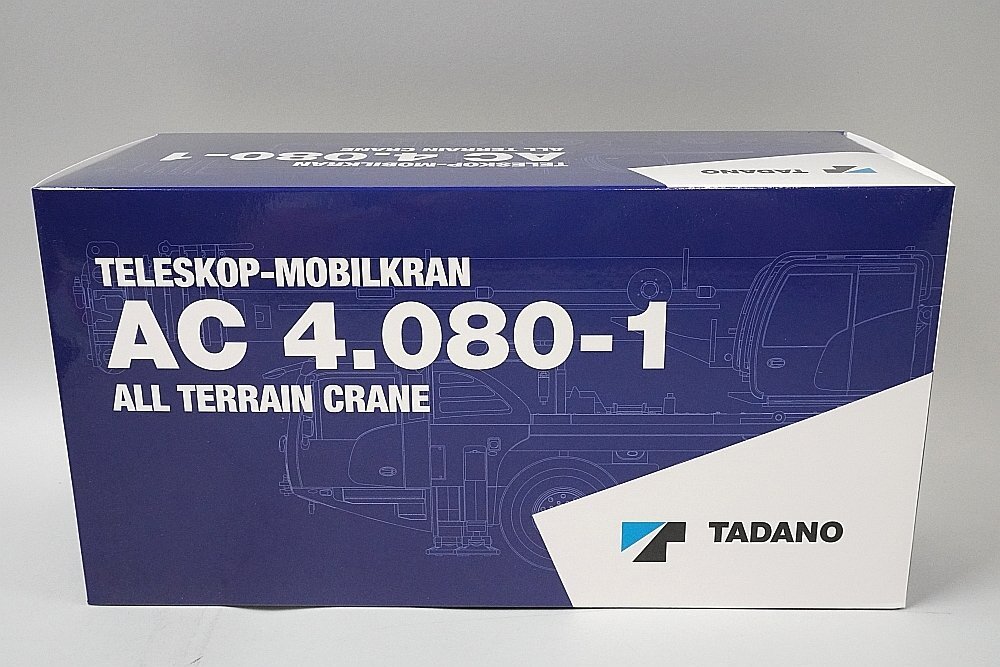 TELESKOP-MOBILKRAN
AC 4.080-1
ALL TERRAIN CRANE
TADANO
TELESKOP-MOBILKRAN
AC 4.080-1
ALL TERRAIN CRANE
TADANO